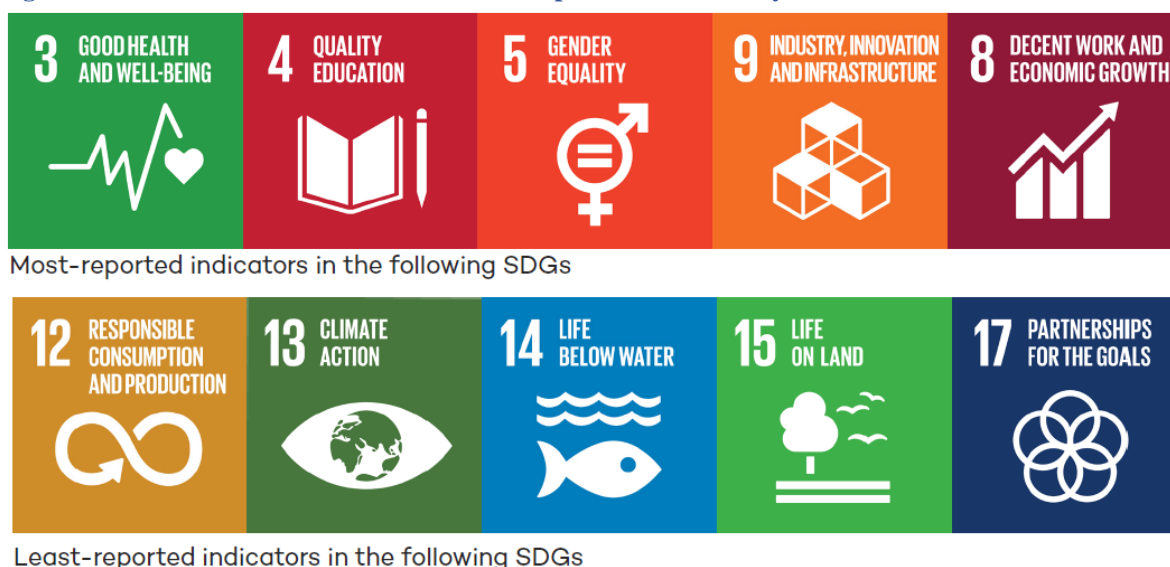 3 GOOD HEALTH
AND WELL-BEING
4 QUALITY
EDUCATION
5 GENDER
EQUALITY
9 INDUSTRY, INNOVATION
AND INFRASTRUCTURE
8 DECENT WORK AND
ECONOMIC GROWTH
Most-reported indicators in the following SDGs
12 RESPONSIBLE
CONSUMPTION
AND PRODUCTION
13 CLIMATE
ACTION
14 LIFE
BELOW WATER
15 LIFE
ON LAND
17 PARTNERSHIPS
FOR THE GOALS
Least-reported indicators in the following SDGs